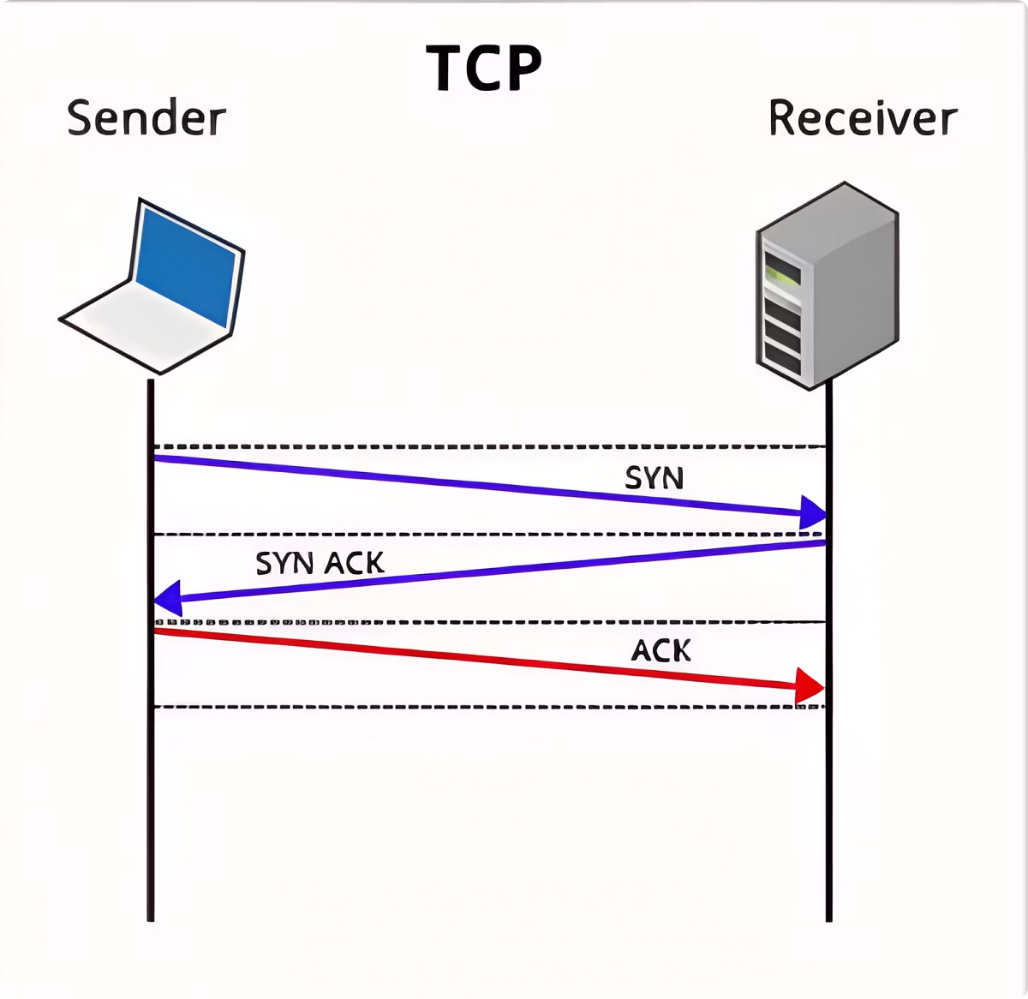 TCP
Sender
Receiver
SYN
SYN ACK
ACK